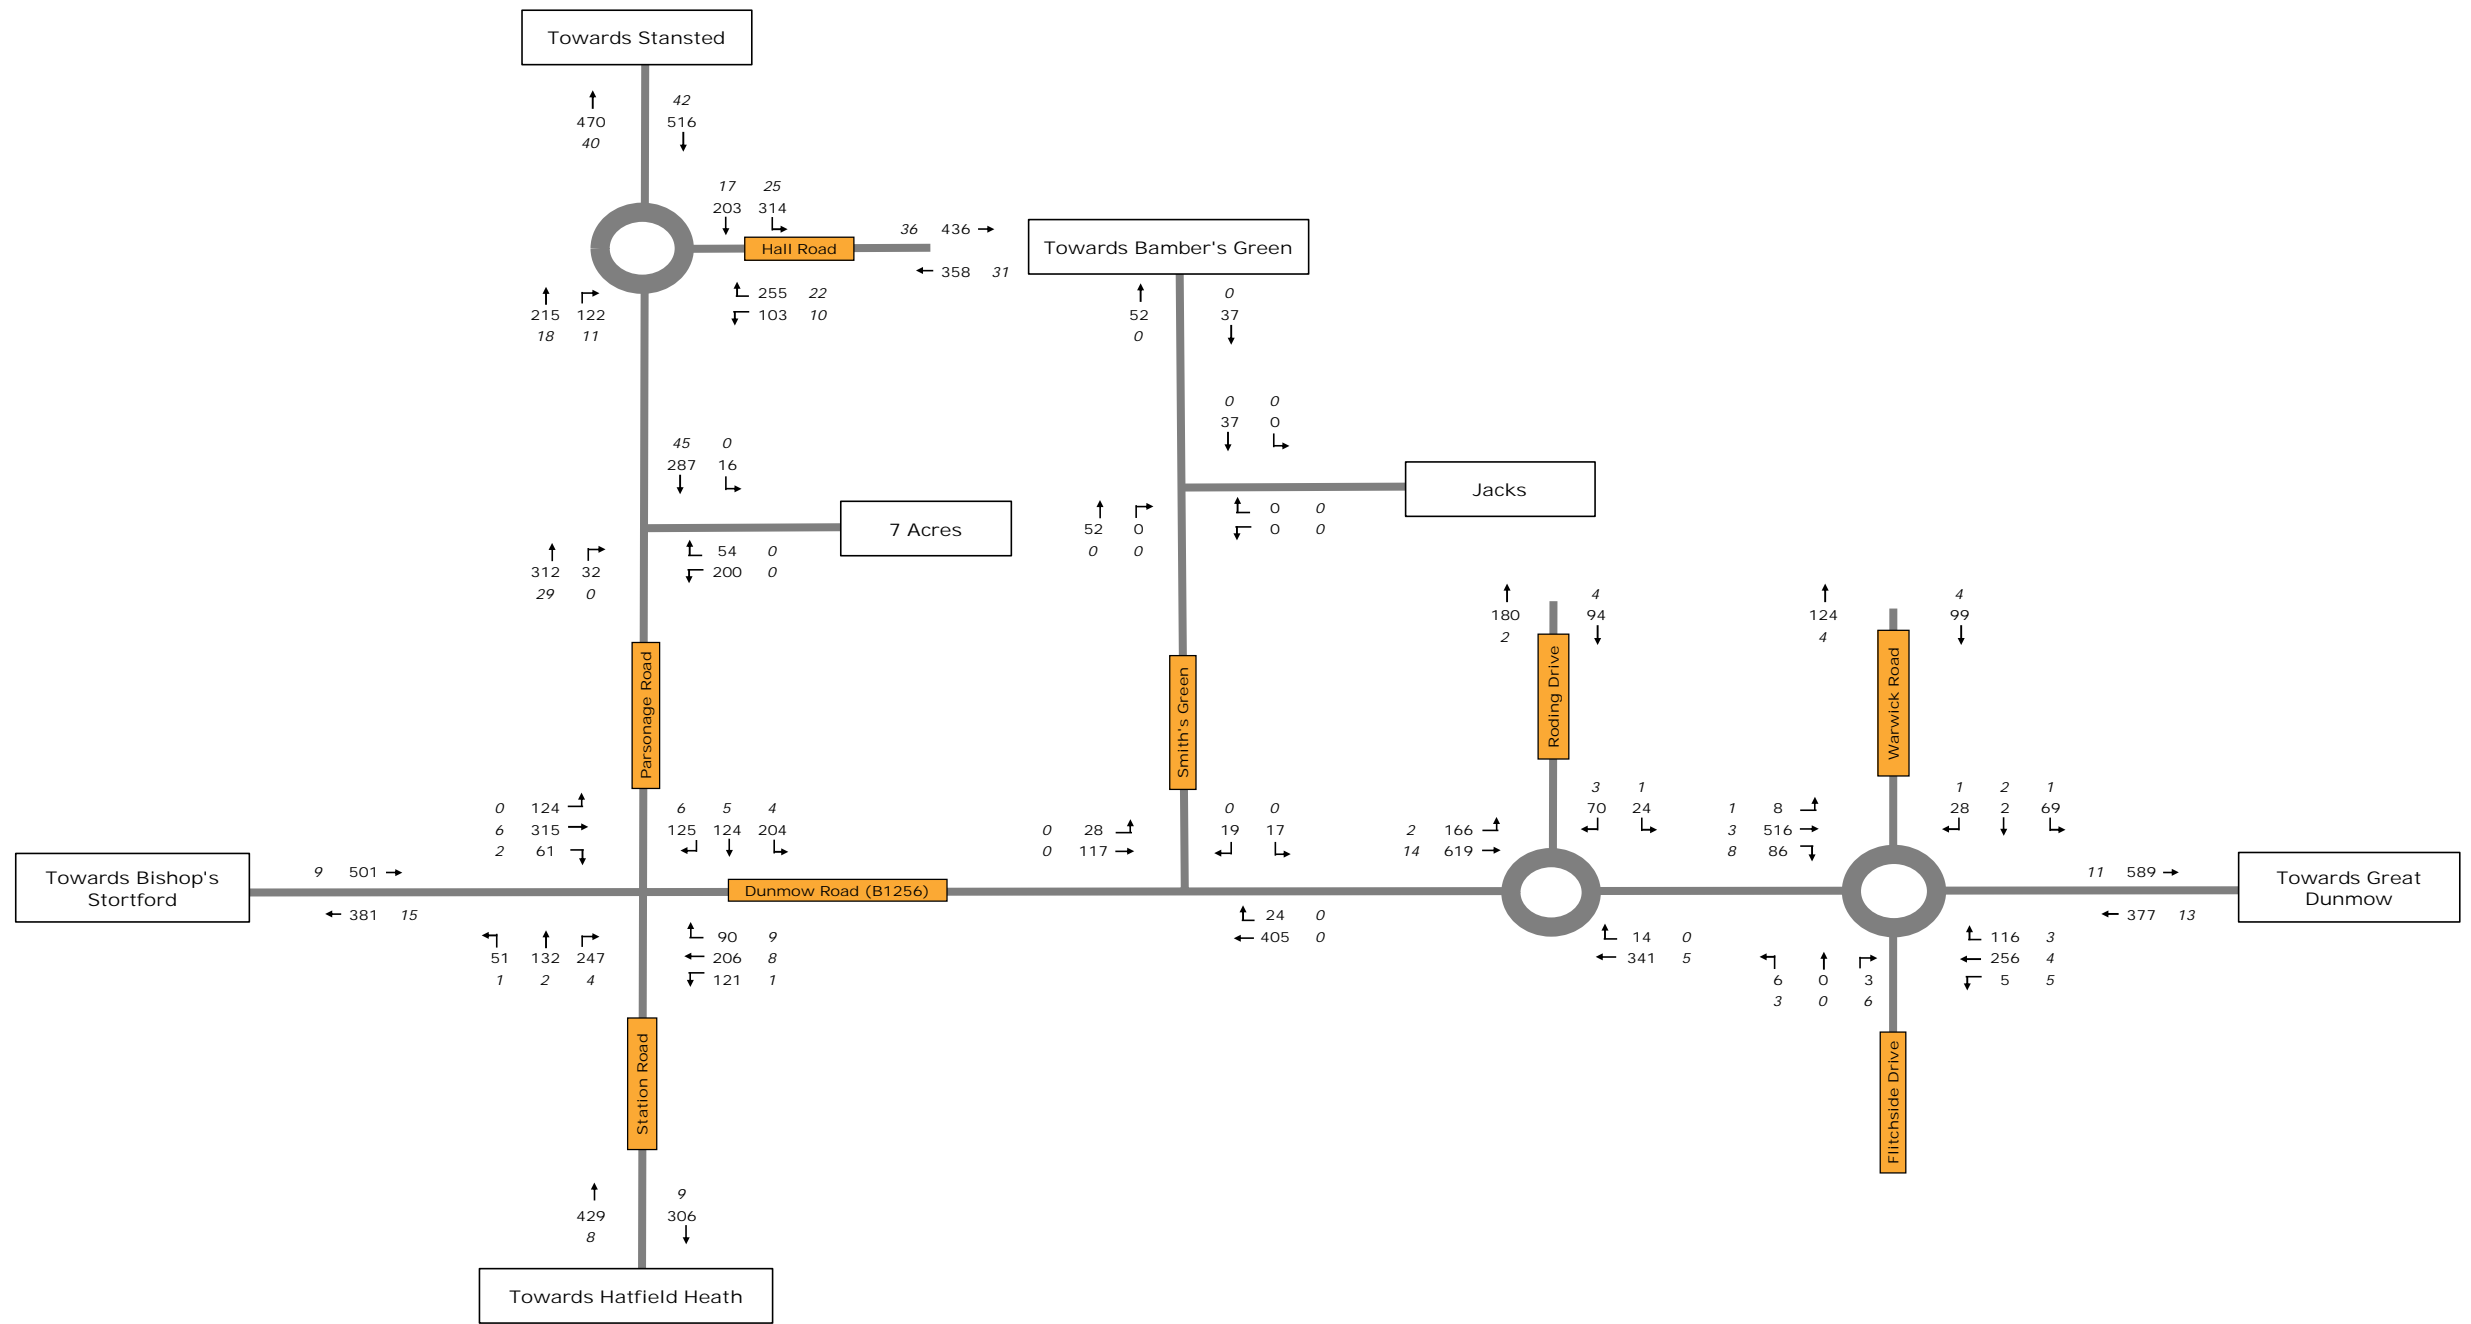 Towards Stansted
42
470 516
40
17 25
203 314
36 436
Hall Road
Towards Bamber's Green
358 31
255 22
215 122 103 10
18 11
0
52 37
0
0 0
37 0
45 0
287 16
Jacks
7 Acres
0 0
52 0 0 0
0 0
54 0
312 32 200 0
29 0
4 4
180 94 124 99
2 4
Parsonage Road
Smith's Green
Roding Drive
Warwick Road
0 124 6 5 4
6 315 125 124 204
2 61
0 28 0 0
0 117 19 17
2 166 3 1
14 619 70 24
1 8 1 2 1
3 516 28 2 69
8 86
Towards Bishop's
Stortford
9 501
381 15
Dunmow Road (B1256)
11 589
377 13
Towards Great
Dunmow
90 9
51 132 247 206 8
1 2 4 121 1
24 0
405 0
14 0
341 5
116 3
6 0 3 256 4
3 0 6 5 5
Station Road
Flitchside Drive
9
429 306
8
Towards Hatfield Heath